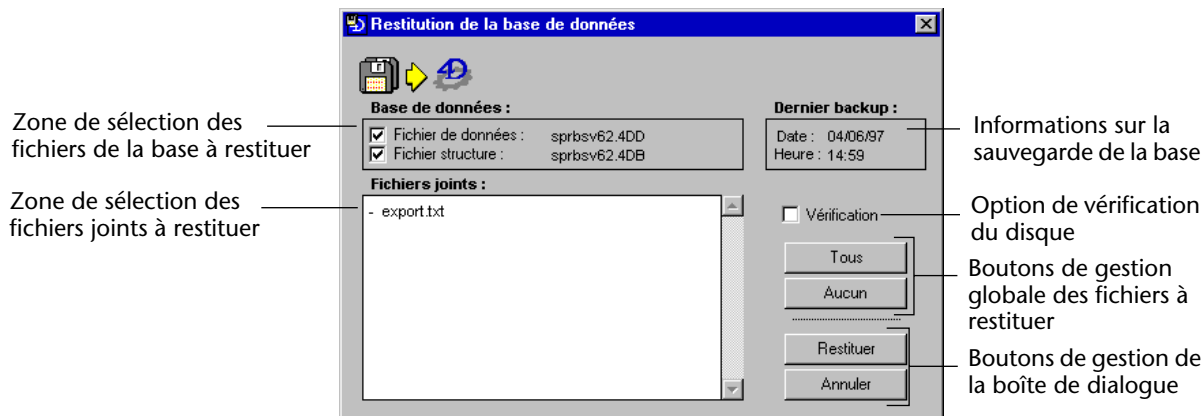 Restitution de la base de données
Base de données :
Fichier de données : sprbsv62.4DD
Fichier structure : sprbsv62.4DB
Dernier backup :
Date : 04/06/97
Heure : 14:59
Fichiers joints :
- export.txt
Vérification
Tous
Aucun
Restituer
Annuler
Zone de sélection des
fichiers de la base à restituer
Zone de sélection des
fichiers joints à restituer
Informations sur la
sauvegarde de la base
Option de vérification
du disque
Boutons de gestion
globale des fichiers à
restituer
Boutons de gestion de
la boîte de dialogue